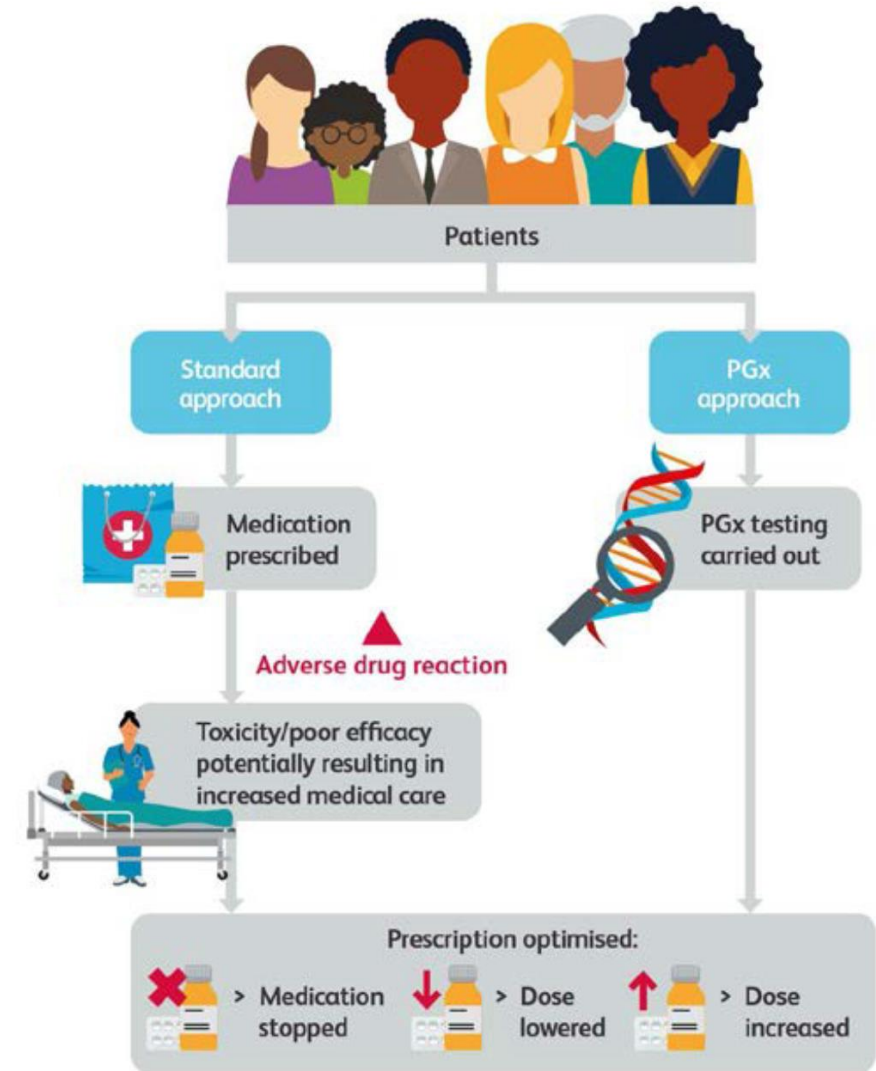 Patients
Standard
approach
PGx
approach
Medication
prescribed
PGx testing
carried out
Adverse drug reaction
Toxicity/poor efficacy
potentially resulting in
increased medical care
Prescription optimised:
> Medication
stopped
> Dose
lowered
> Dose
increased